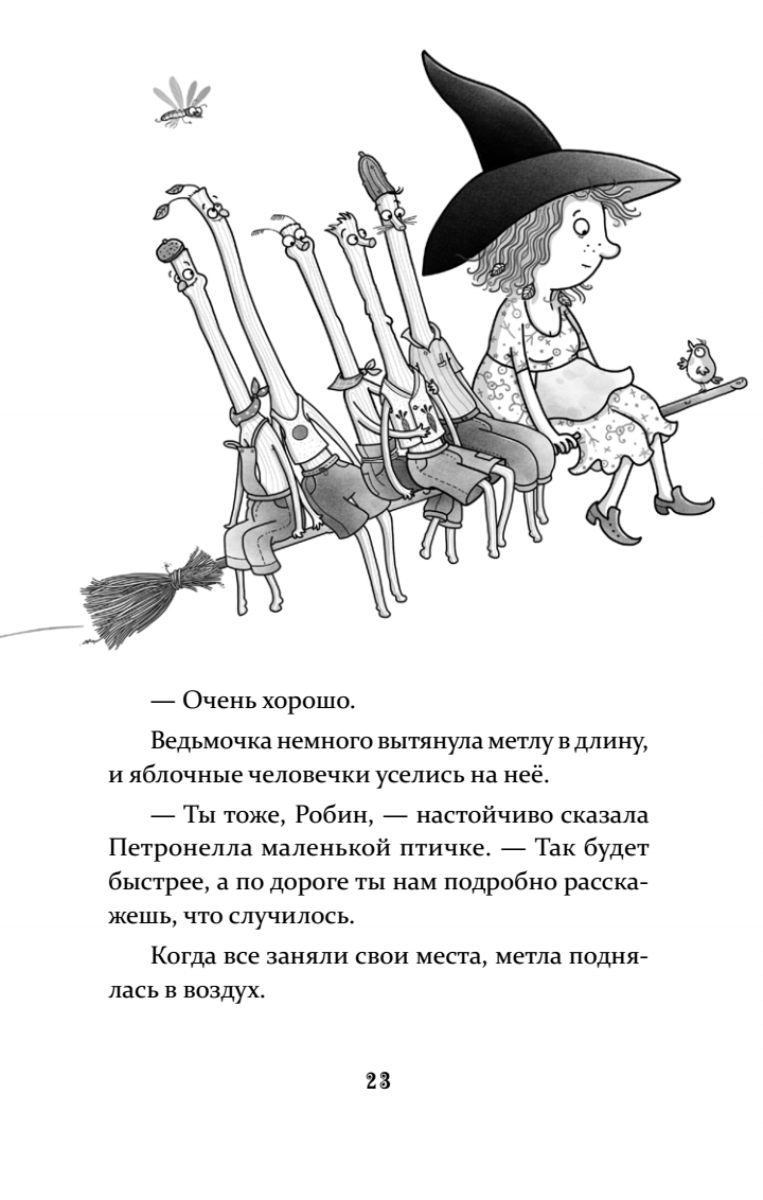 — Очень хорошо.
Ведьмочка немного вытянула метлу в длину,
и яблочные человечки уселись на неё.
— Ты тоже, Робин, — настойчиво сказала
Петронелла маленькой птичке. — Так будет
быстрее, а по дороге ты нам подробно расска-
жешь, что случилось.
Когда все заняли свои места, метла подня-
лась в воздух.
23